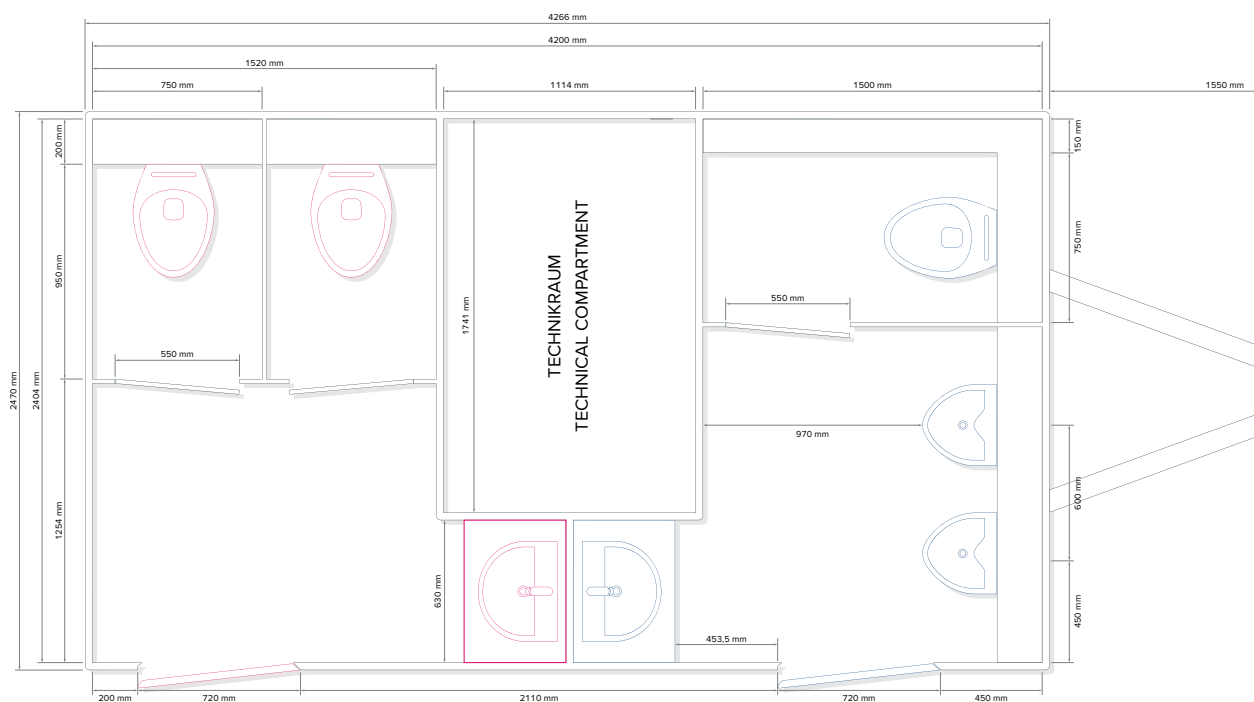 4266 mm
4200 mm
1520 mm
750 mm
1114 mm
1500 mm
1550 mm
200 mm
150 mm
950 mm
750 mm
550 mm
550 mm
1741 mm
TECHNIKRAUM
TECHNICAL COMPARTMENT
2470 mm
2404 mm
970 mm
1254 mm
600 mm
630 mm
450 mm
453,5 mm
200 mm
720 mm
2110 mm
720 mm
450 mm